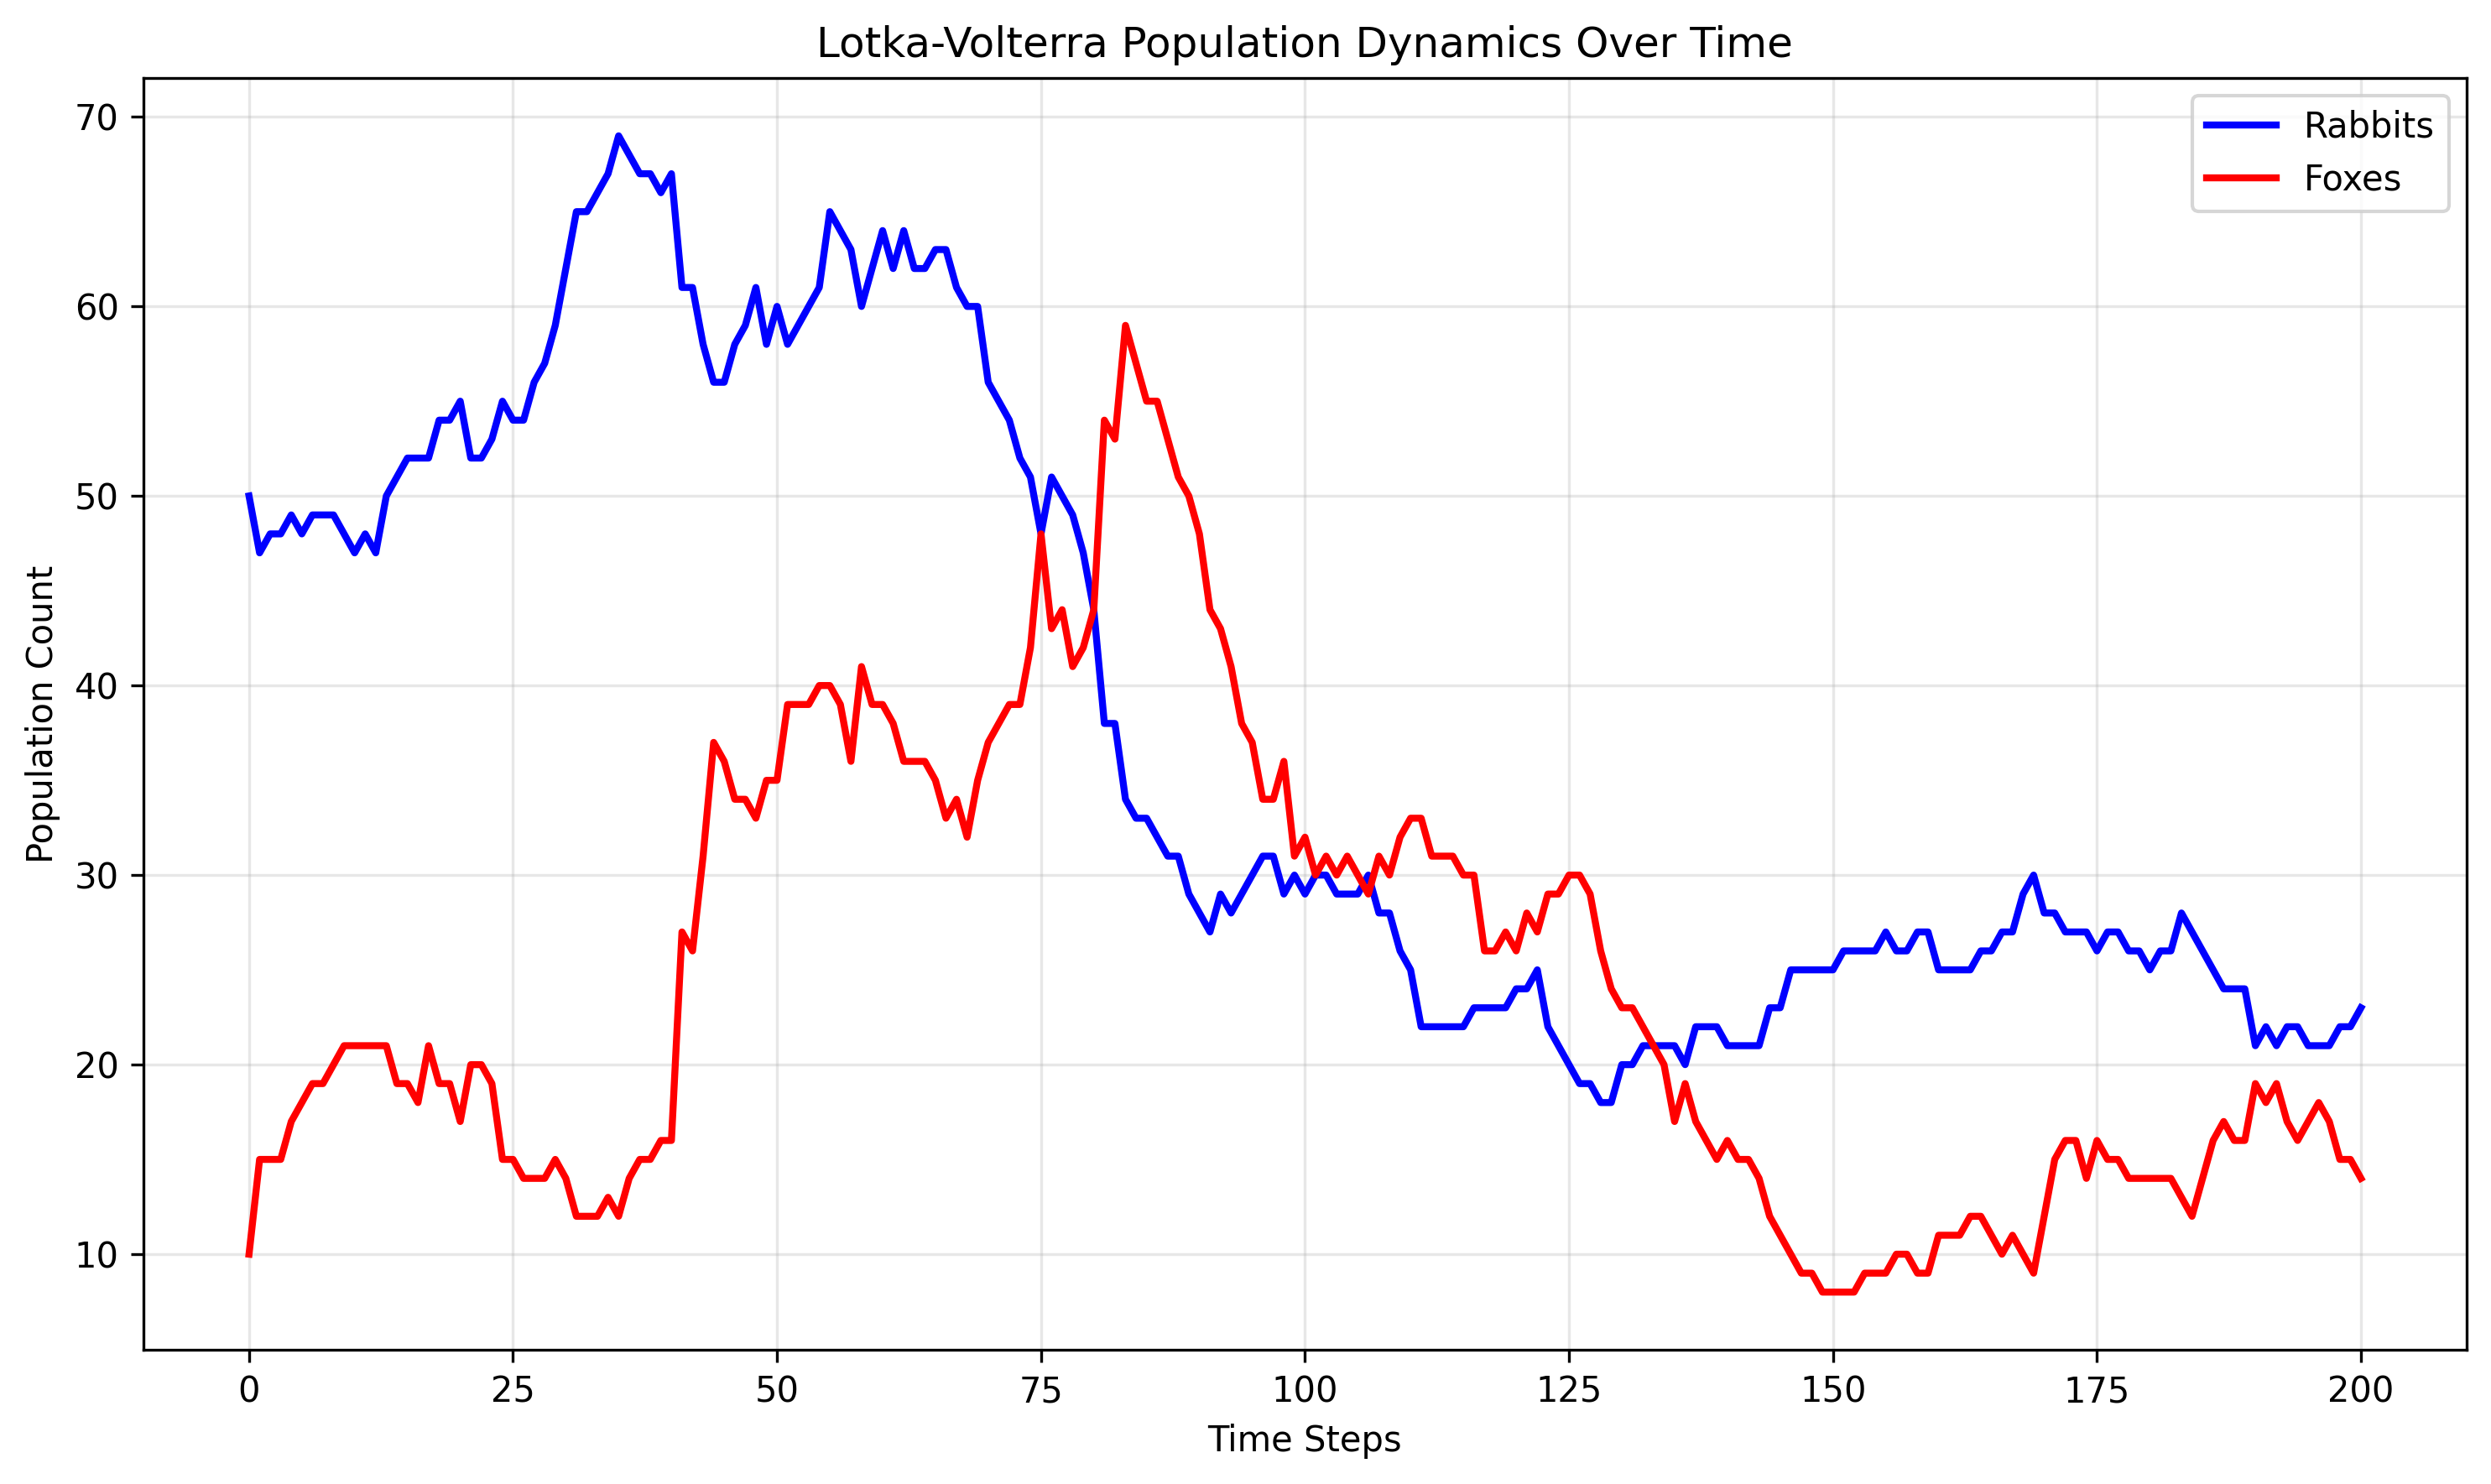 Lotka-Volterra Population Dynamics Over Time
Rabbits
Foxes
Population Count
70
60
50
40
30
20
10
0 25 50 75 100 125 150 175 200
Time Steps